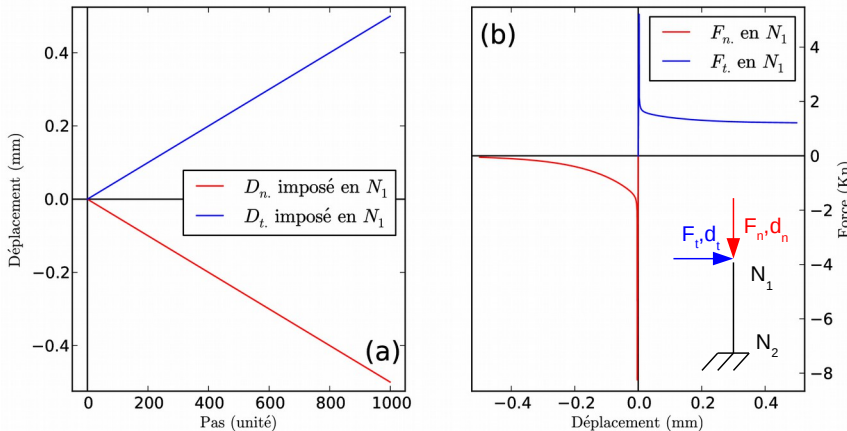 0.4
0.2
0.0
−0.2
−0.4
Déplacement (mm)
D_n. imposé en N_1
D_t. imposé en N_1
(a)
0 200 400 600 800 1000
Pas (unité)
(b)
F_n. en N_1
F_t. en N_1
4
2
0
−2
−4
−6
−8
Force (Kn)
F_t,d_t
F_n,d_n
N_1
N_2
−0.4 −0.2 0.0 0.2 0.4
Déplacement (mm)